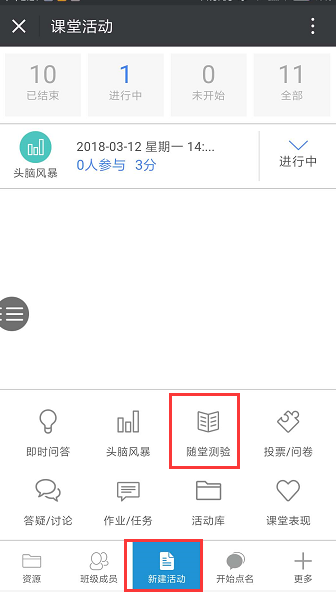 课堂活动
10 1 0 11
已结束 进行中 未开始 全部
2018-03-12 星期一 14:...
头脑风暴 0人参与 3分 进行中
即时问答 头脑风暴 随堂测验 投票/问卷
答疑/讨论 作业/任务 活动库 课堂表现
资源 班级成员 新建活动 开始点名 更多